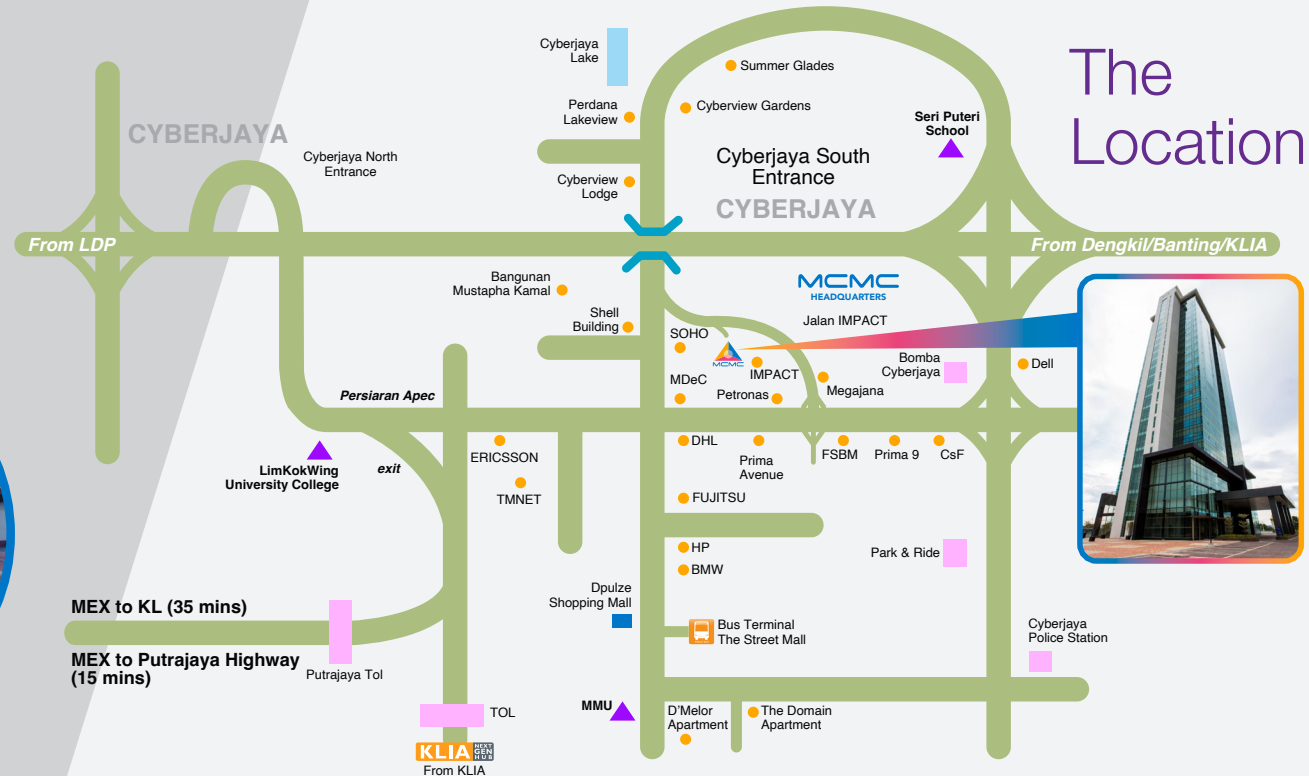 The
Location
Cyberjaya
Lake
Summer Glades
Perdana
Lakeview
Cyberview Gardens
Seri Puteri
School
CYBERJAYA
Cyberjaya North
Entrance
Cyberjaya South
Entrance
CYBERJAYA
Cyberview
Lodge
From LDP
From Dengkil/Banting/KLIA
Bangunan
Mustapha Kamal
MCMC
HEADQUARTERS
Shell
Building
Jalan IMPACT
SOHO
MCMC
IMPACT
Bomba
Cyberjaya
Dell
MDeC
Petronas
Megajana
Persiaran Apec
DHL
Prima
Avenue
FSBM
Prima 9
CsF
ERICSSON
LimKokWing
University College
exit
TMNET
FUJITSU
HP
BMW
Park & Ride
Dpulze
Shopping Mall
MEX to KL (35 mins)
MEX to Putrajaya Highway
(15 mins)
Putrajaya Tol
Bus Terminal
The Street Mall
Cyberjaya
Police Station
TOL
MMU
D'Melor
Apartment
The Domain
Apartment
KLIA NEXT
GEN
HUB
From KLIA